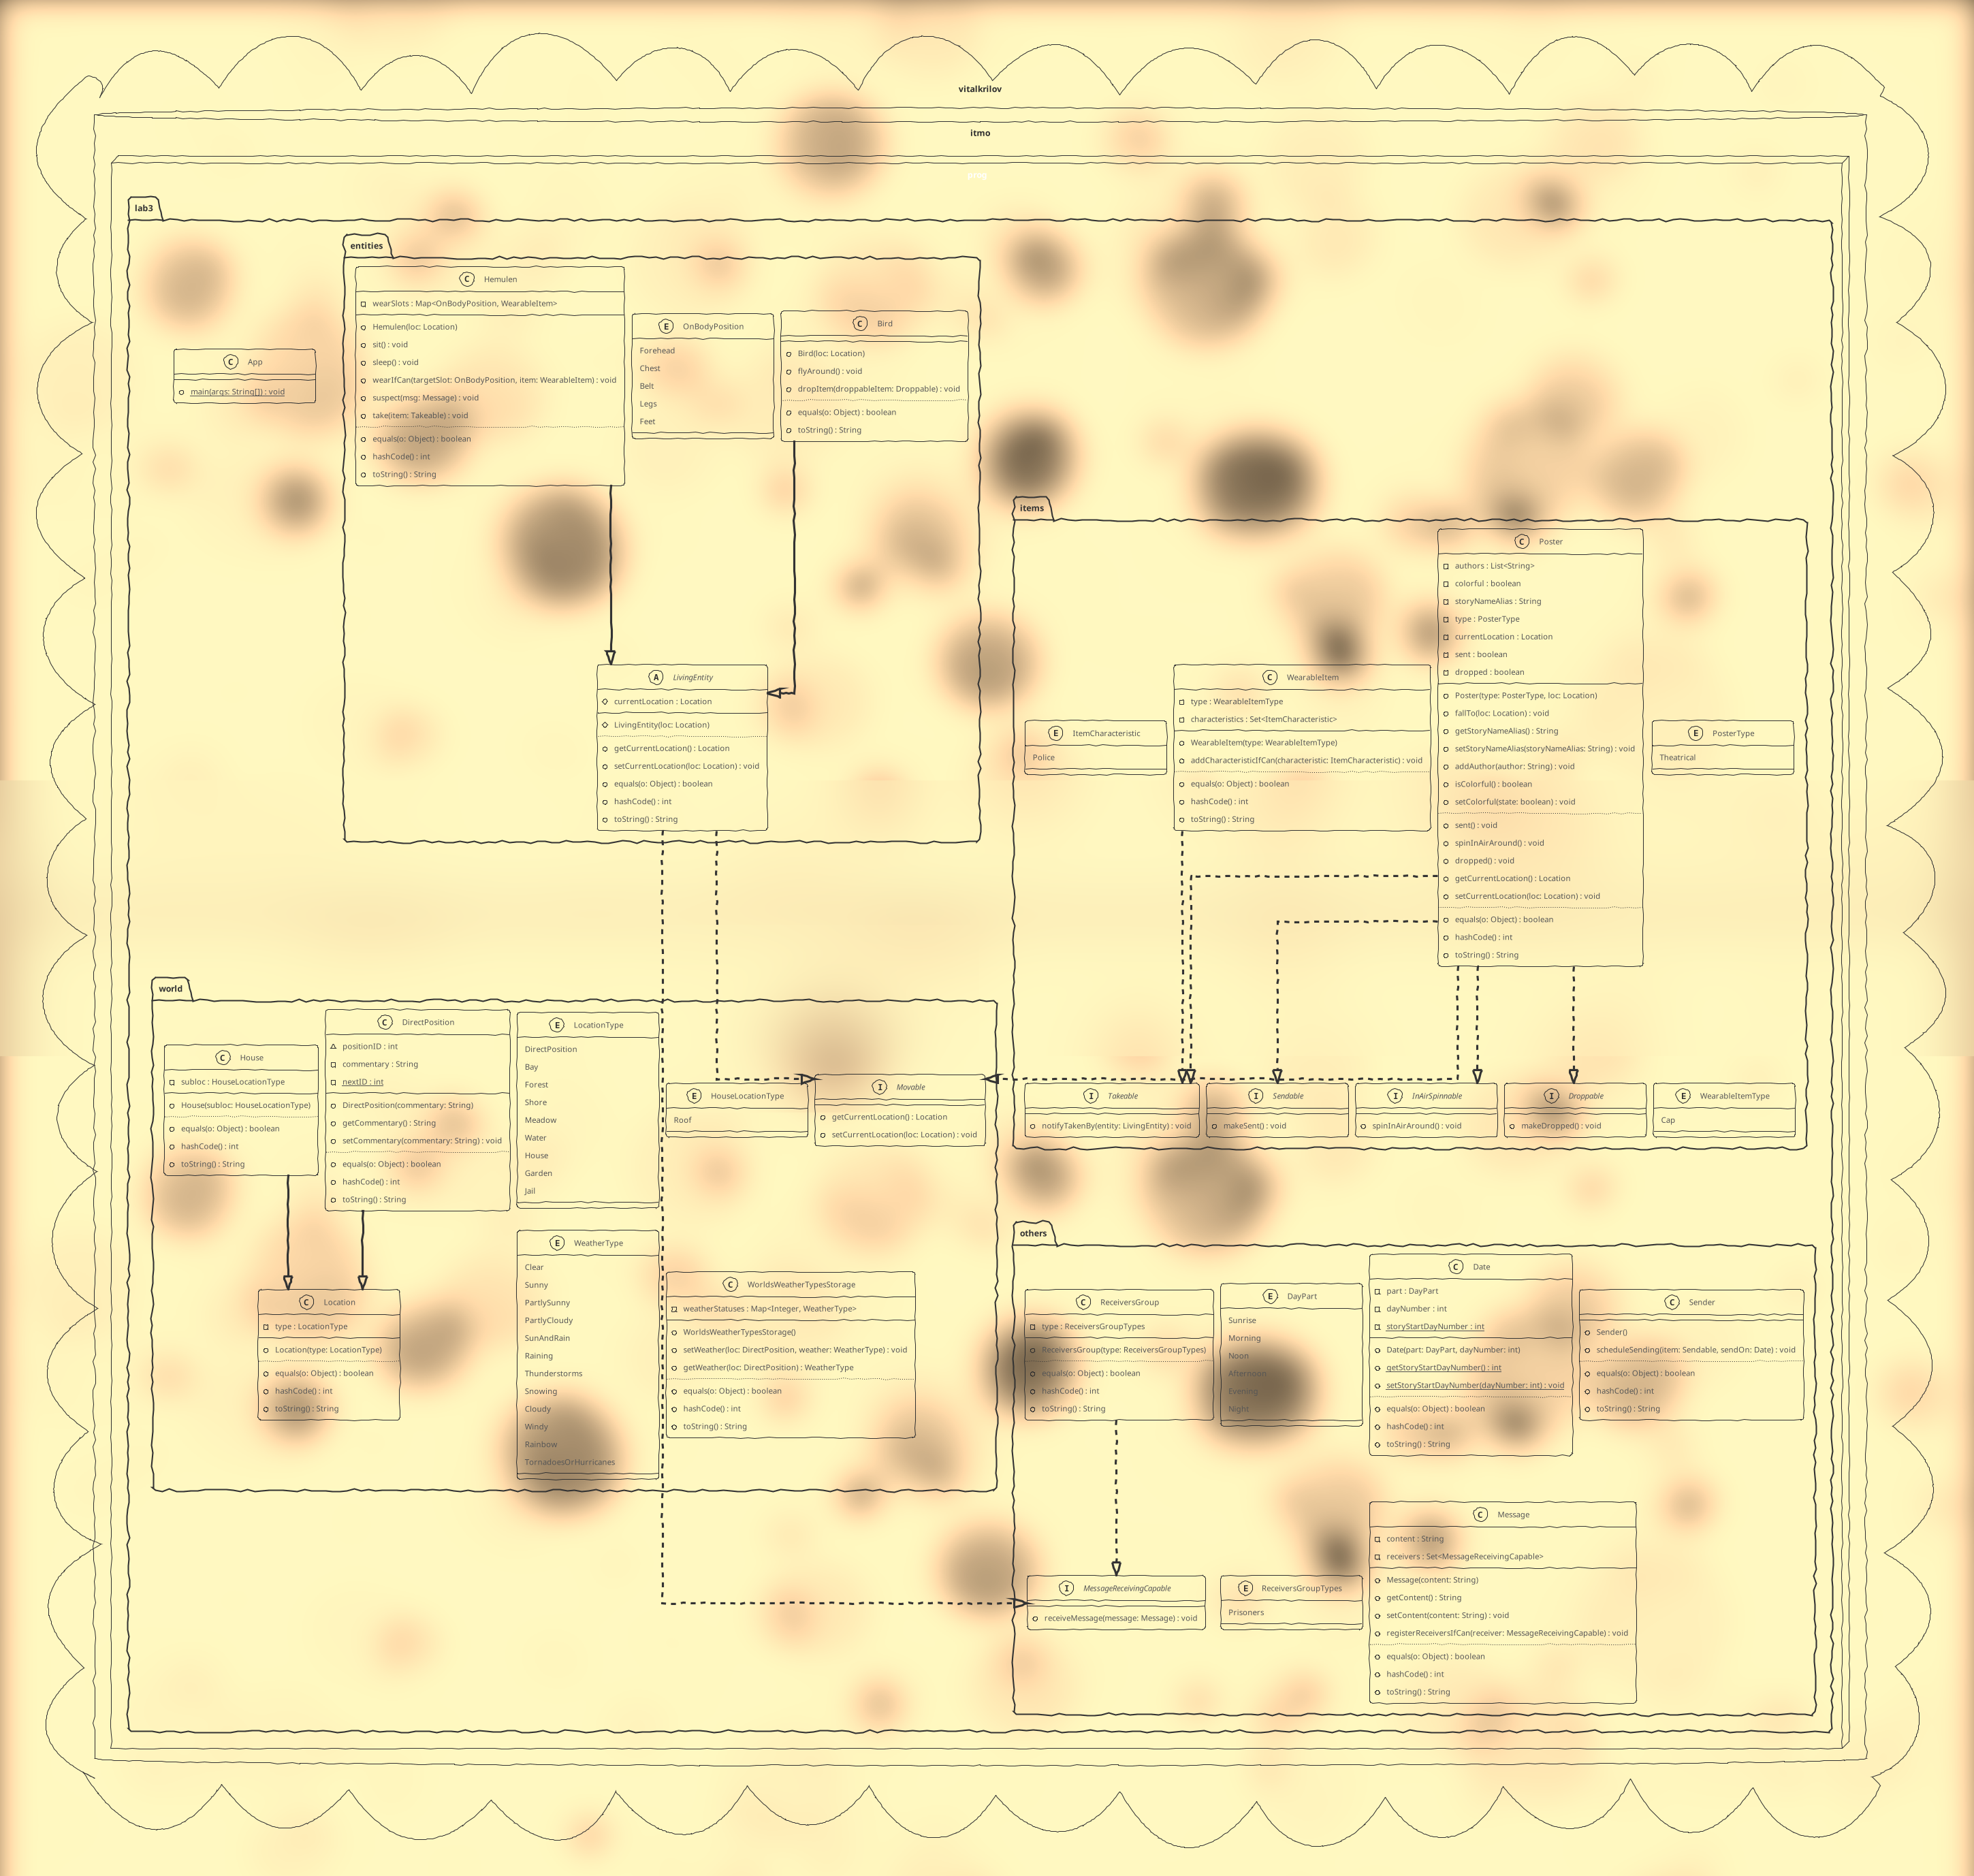 vitalkrilov
itmo
prog
lab3
entities
C Hemulen
wearSlots : Map<OnBodyPosition, WearableItem>
Hemulen(loc: Location)
sit() : void
sleep() : void
wearIfCan(targetSlot: OnBodyPosition, item: WearableItem) : void
suspect(msg: Message) : void
take(item: Takeable) : void
equals(o: Object) : boolean
hashCode() : int
toString() : String
E OnBodyPosition
Forehead
Chest
Belt
Legs
Feet
C Bird
Bird(loc: Location)
flyAround() : void
dropItem(droppableItem: Droppable) : void
equals(o: Object) : boolean
toString() : String
C App
main(args: String[]) : void
A LivingEntity
currentLocation : Location
LivingEntity(loc: Location)
getCurrentLocation() : Location
setCurrentLocation(loc: Location) : void
equals(o: Object) : boolean
hashCode() : int
toString() : String
items
C Poster
authors : List<String>
colorful : boolean
storyNameAlias : String
type : PosterType
currentLocation : Location
sent : boolean
dropped : boolean
Poster(type: PosterType, loc: Location)
fallTo(loc: Location) : void
getStoryNameAlias() : String
setStoryNameAlias(storyNameAlias: String) : void
addAuthor(author: String) : void
isColorful() : boolean
setColorful(state: boolean) : void
sent() : void
spinInAirAround() : void
dropped() : void
getCurrentLocation() : Location
setCurrentLocation(loc: Location) : void
equals(o: Object) : boolean
hashCode() : int
toString() : String
C WearableItem
type : WearableItemType
characteristics : Set<ItemCharacteristic>
WearableItem(type: WearableItemType)
addCharacteristicIfCan(characteristic: ItemCharacteristic) : void
equals(o: Object) : boolean
hashCode() : int
toString() : String
E ItemCharacteristic
Police
E PosterType
Theatrical
I Takeable
notifyTakenBy(entity: LivingEntity) : void
I Sendable
makeSent() : void
I InAirSpinnable
spinInAirAround() : void
I Droppable
makeDropped() : void
E WearableItemType
Cap
world
C House
subloc : HouseLocationType
House(subloc: HouseLocationType)
equals(o: Object) : boolean
hashCode() : int
toString() : String
C DirectPosition
positionID : int
commentary : String
nextID : int
DirectPosition(commentary: String)
getCommentary() : String
setCommentary(commentary: String) : void
equals(o: Object) : boolean
hashCode() : int
toString() : String
E LocationType
DirectPosition
Bay
Forest
Shore
Meadow
Water
House
Garden
Jail
E HouseLocationType
Roof
I Movable
getCurrentLocation() : Location
setCurrentLocation(loc: Location) : void
C Location
type : LocationType
Location(type: LocationType)
equals(o: Object) : boolean
hashCode() : int
toString() : String
E WeatherType
Clear
Sunny
PartlySunny
PartlyCloudy
SunAndRain
Raining
Thunderstorms
Snowing
Cloudy
Windy
Rainbow
TornadoesOrHurricanes
C WorldsWeatherTypesStorage
weatherStatuses : Map<Integer, WeatherType>
WorldsWeatherTypesStorage()
setWeather(loc: DirectPosition, weather: WeatherType) : void
getWeather(loc: DirectPosition) : WeatherType
equals(o: Object) : boolean
hashCode() : int
toString() : String
others
C ReceiversGroup
type : ReceiversGroupTypes
ReceiversGroup(type: ReceiversGroupTypes)
equals(o: Object) : boolean
hashCode() : int
toString() : String
E DayPart
Sunrise
Morning
Noon
Afternoon
Evening
Night
C Date
part : DayPart
dayNumber : int
storyStartDayNumber : int
Date(part: DayPart, dayNumber: int)
getStoryStartDayNumber() : int
setStoryStartDayNumber(dayNumber: int) : void
equals(o: Object) : boolean
hashCode() : int
toString() : String
C Sender
Sender()
scheduleSending(item: Sendable, sendOn: Date) : void
equals(o: Object) : boolean
hashCode() : int
toString() : String
I MessageReceivingCapable
receiveMessage(message: Message) : void
E ReceiversGroupTypes
Prisoners
C Message
content : String
receivers : Set<MessageReceivingCapable>
Message(content: String)
getContent() : String
setContent(content: String) : void
registerReceiversIfCan(receiver: MessageReceivingCapable) : void
equals(o: Object) : boolean
hashCode() : int
toString() : String